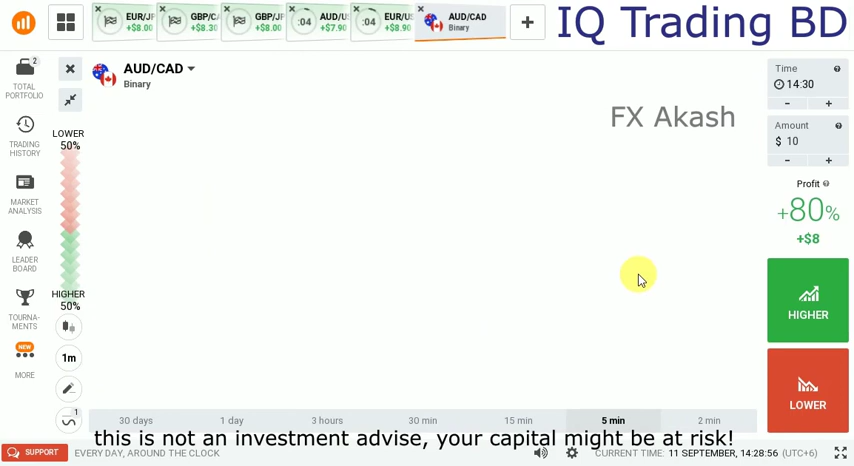 EUR/JP
+$8.00
GBP/CA
+$8.30
GBP/JP
+$8.00
:04
AUD/US
+$7.90
:04
EUR/US
+$8.90
AUD/CAD
Binary
IQ Trading BD
2
TOTAL
PORTFOLIO
TRADING
HISTORY
MARKET
ANALYSIS
LEADER
BOARD
TOURNA-
MENTS
NEW
MORE
AUD/CAD
Binary
LOWER
50%
HIGHER
50%
1m
1
FX Akash
Time
14:30
- +
Amount
$ 10
- +
Profit
+80%
+$8
HIGHER
LOWER
30 days 1 day 3 hours 30 min 15 min 5 min 2 min
this is not an investment advise, your capital might be at risk!
SUPPORT EVERY DAY, AROUND THE CLOCK CURRENT TIME: 11 SEPTEMBER, 14:28:56 (UTC+6)